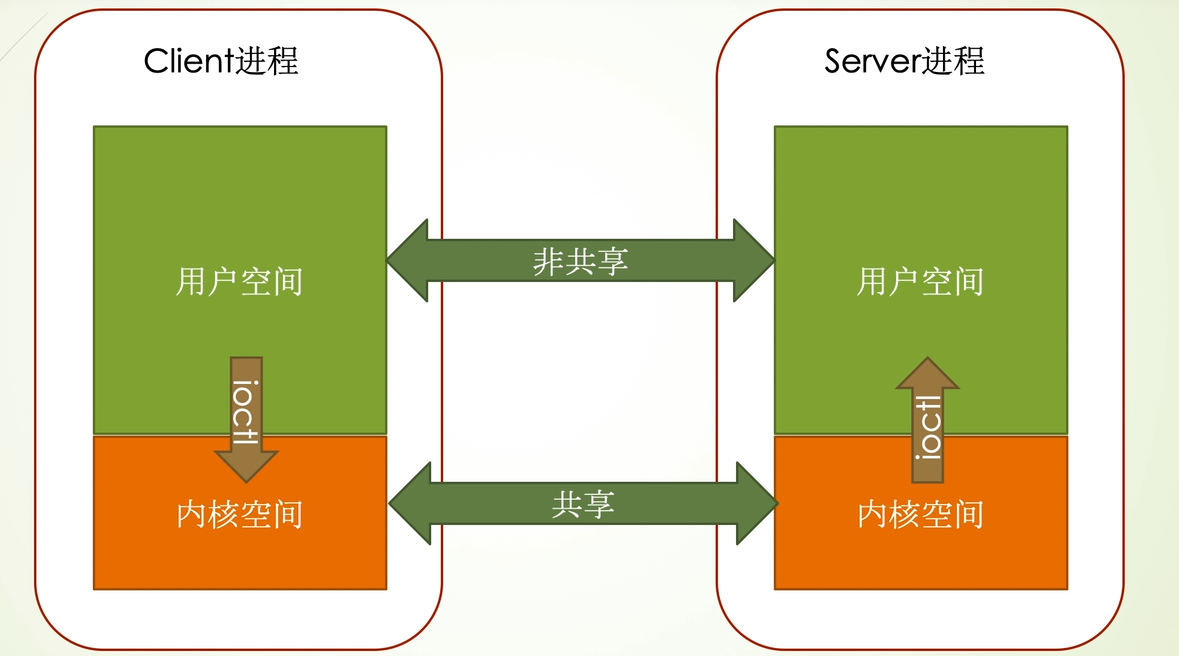 Client进程
Server进程
非共享
用户空间
用户空间
ioctl
ioctl
共享
内核空间
内核空间